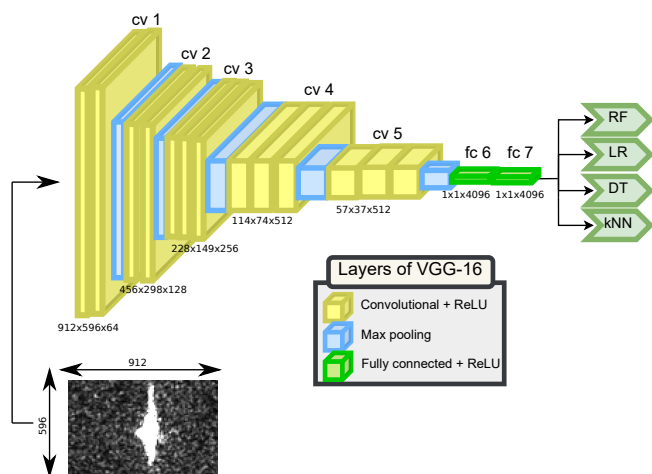 cv 1
cv 2
cv 3
cv 4
cv 5
fc 6
fc 7
RF
LR
DT
kNN
1x1x4096
1x1x4096
57x37x512
114x74x512
228x149x256
456x298x128
912x596x64
Layers of VGG-16
Convolutional + ReLU
Max pooling
Fully connected + ReLU
912
596